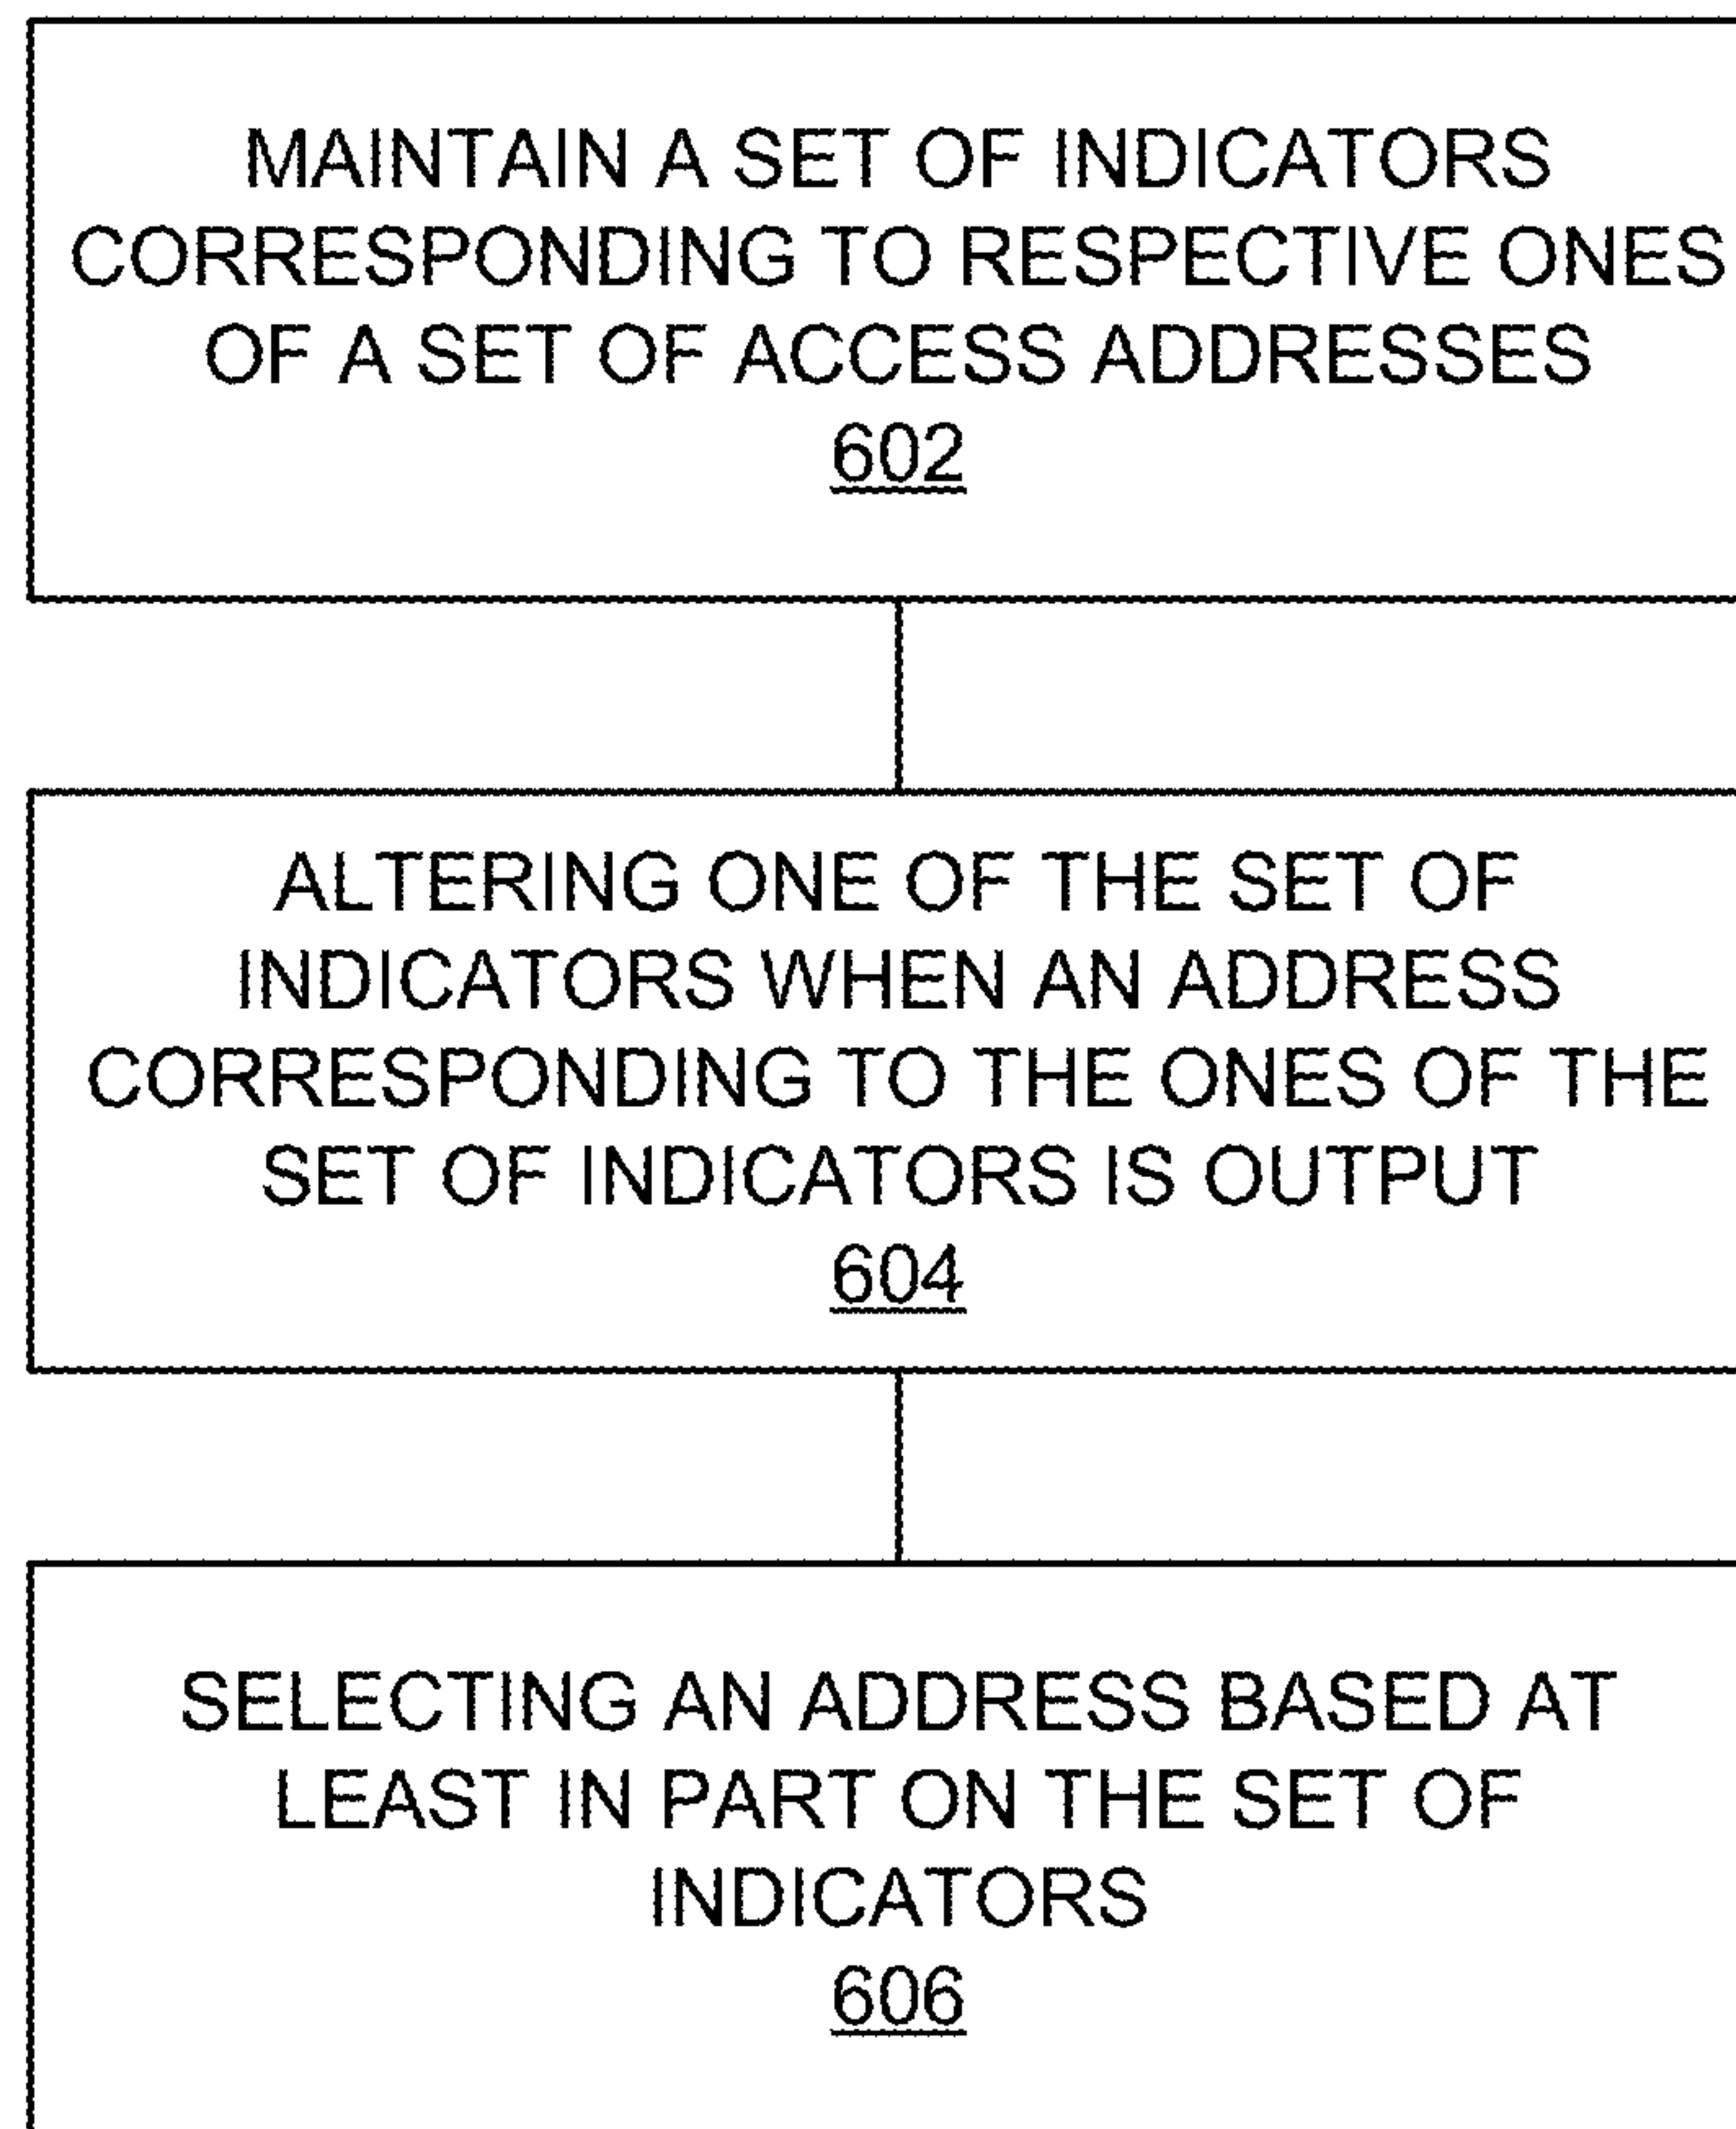 MAINTAIN A SET OF INDICATORS
CORRESPONDING TO RESPECTIVE ONES
OF A SET OF ACCESS ADDRESSES
602
ALTERING ONE OF THE SET OF
INDICATORS WHEN AN ADDRESS
CORRESPONDING TO THE ONES OF THE
SET OF INDICATORS IS OUTPUT
604
SELECTING AN ADDRESS BASED AT
LEAST IN PART ON THE SET OF
INDICATORS
606